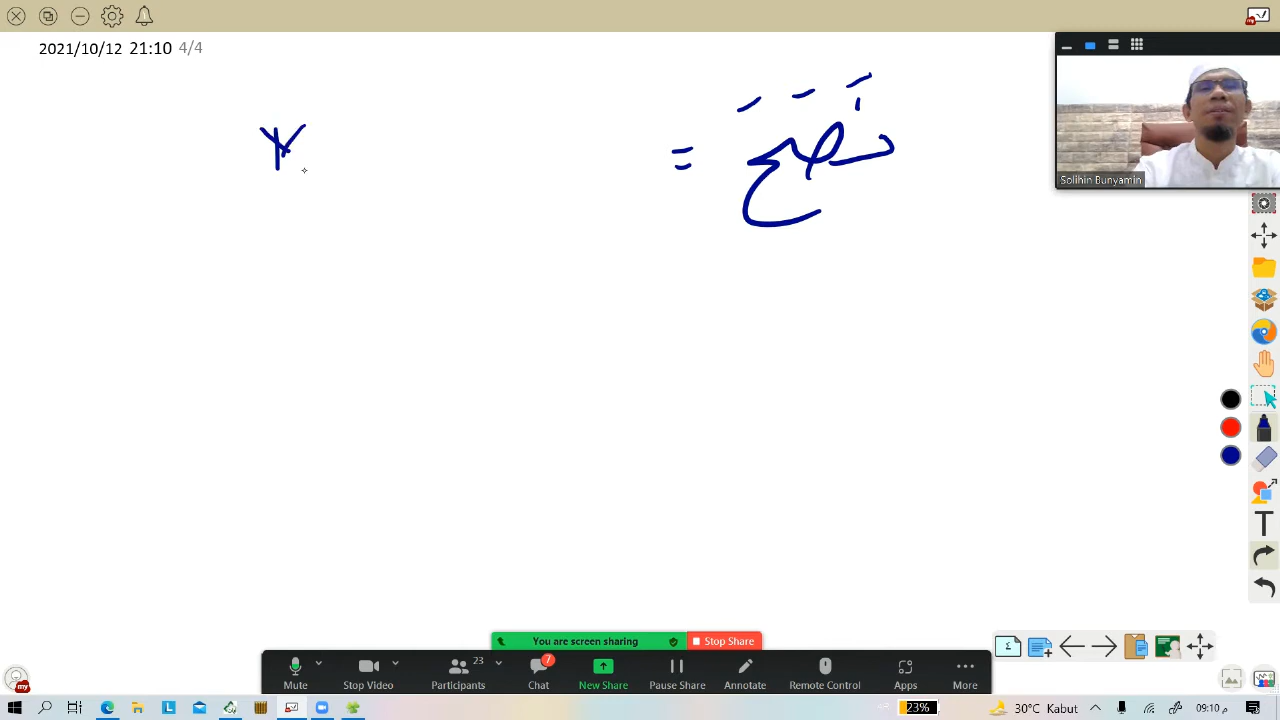 2021/10/12 21:10 4/4
نَصَحَ =
Solihin Bunyamin
You are screen sharing
Stop Share
Mute
Stop Video
23
Participants
7
Chat
New Share
Pause Share
Annotate
Remote Control
Apps
More
23%
30°C Kabut
09:10 م